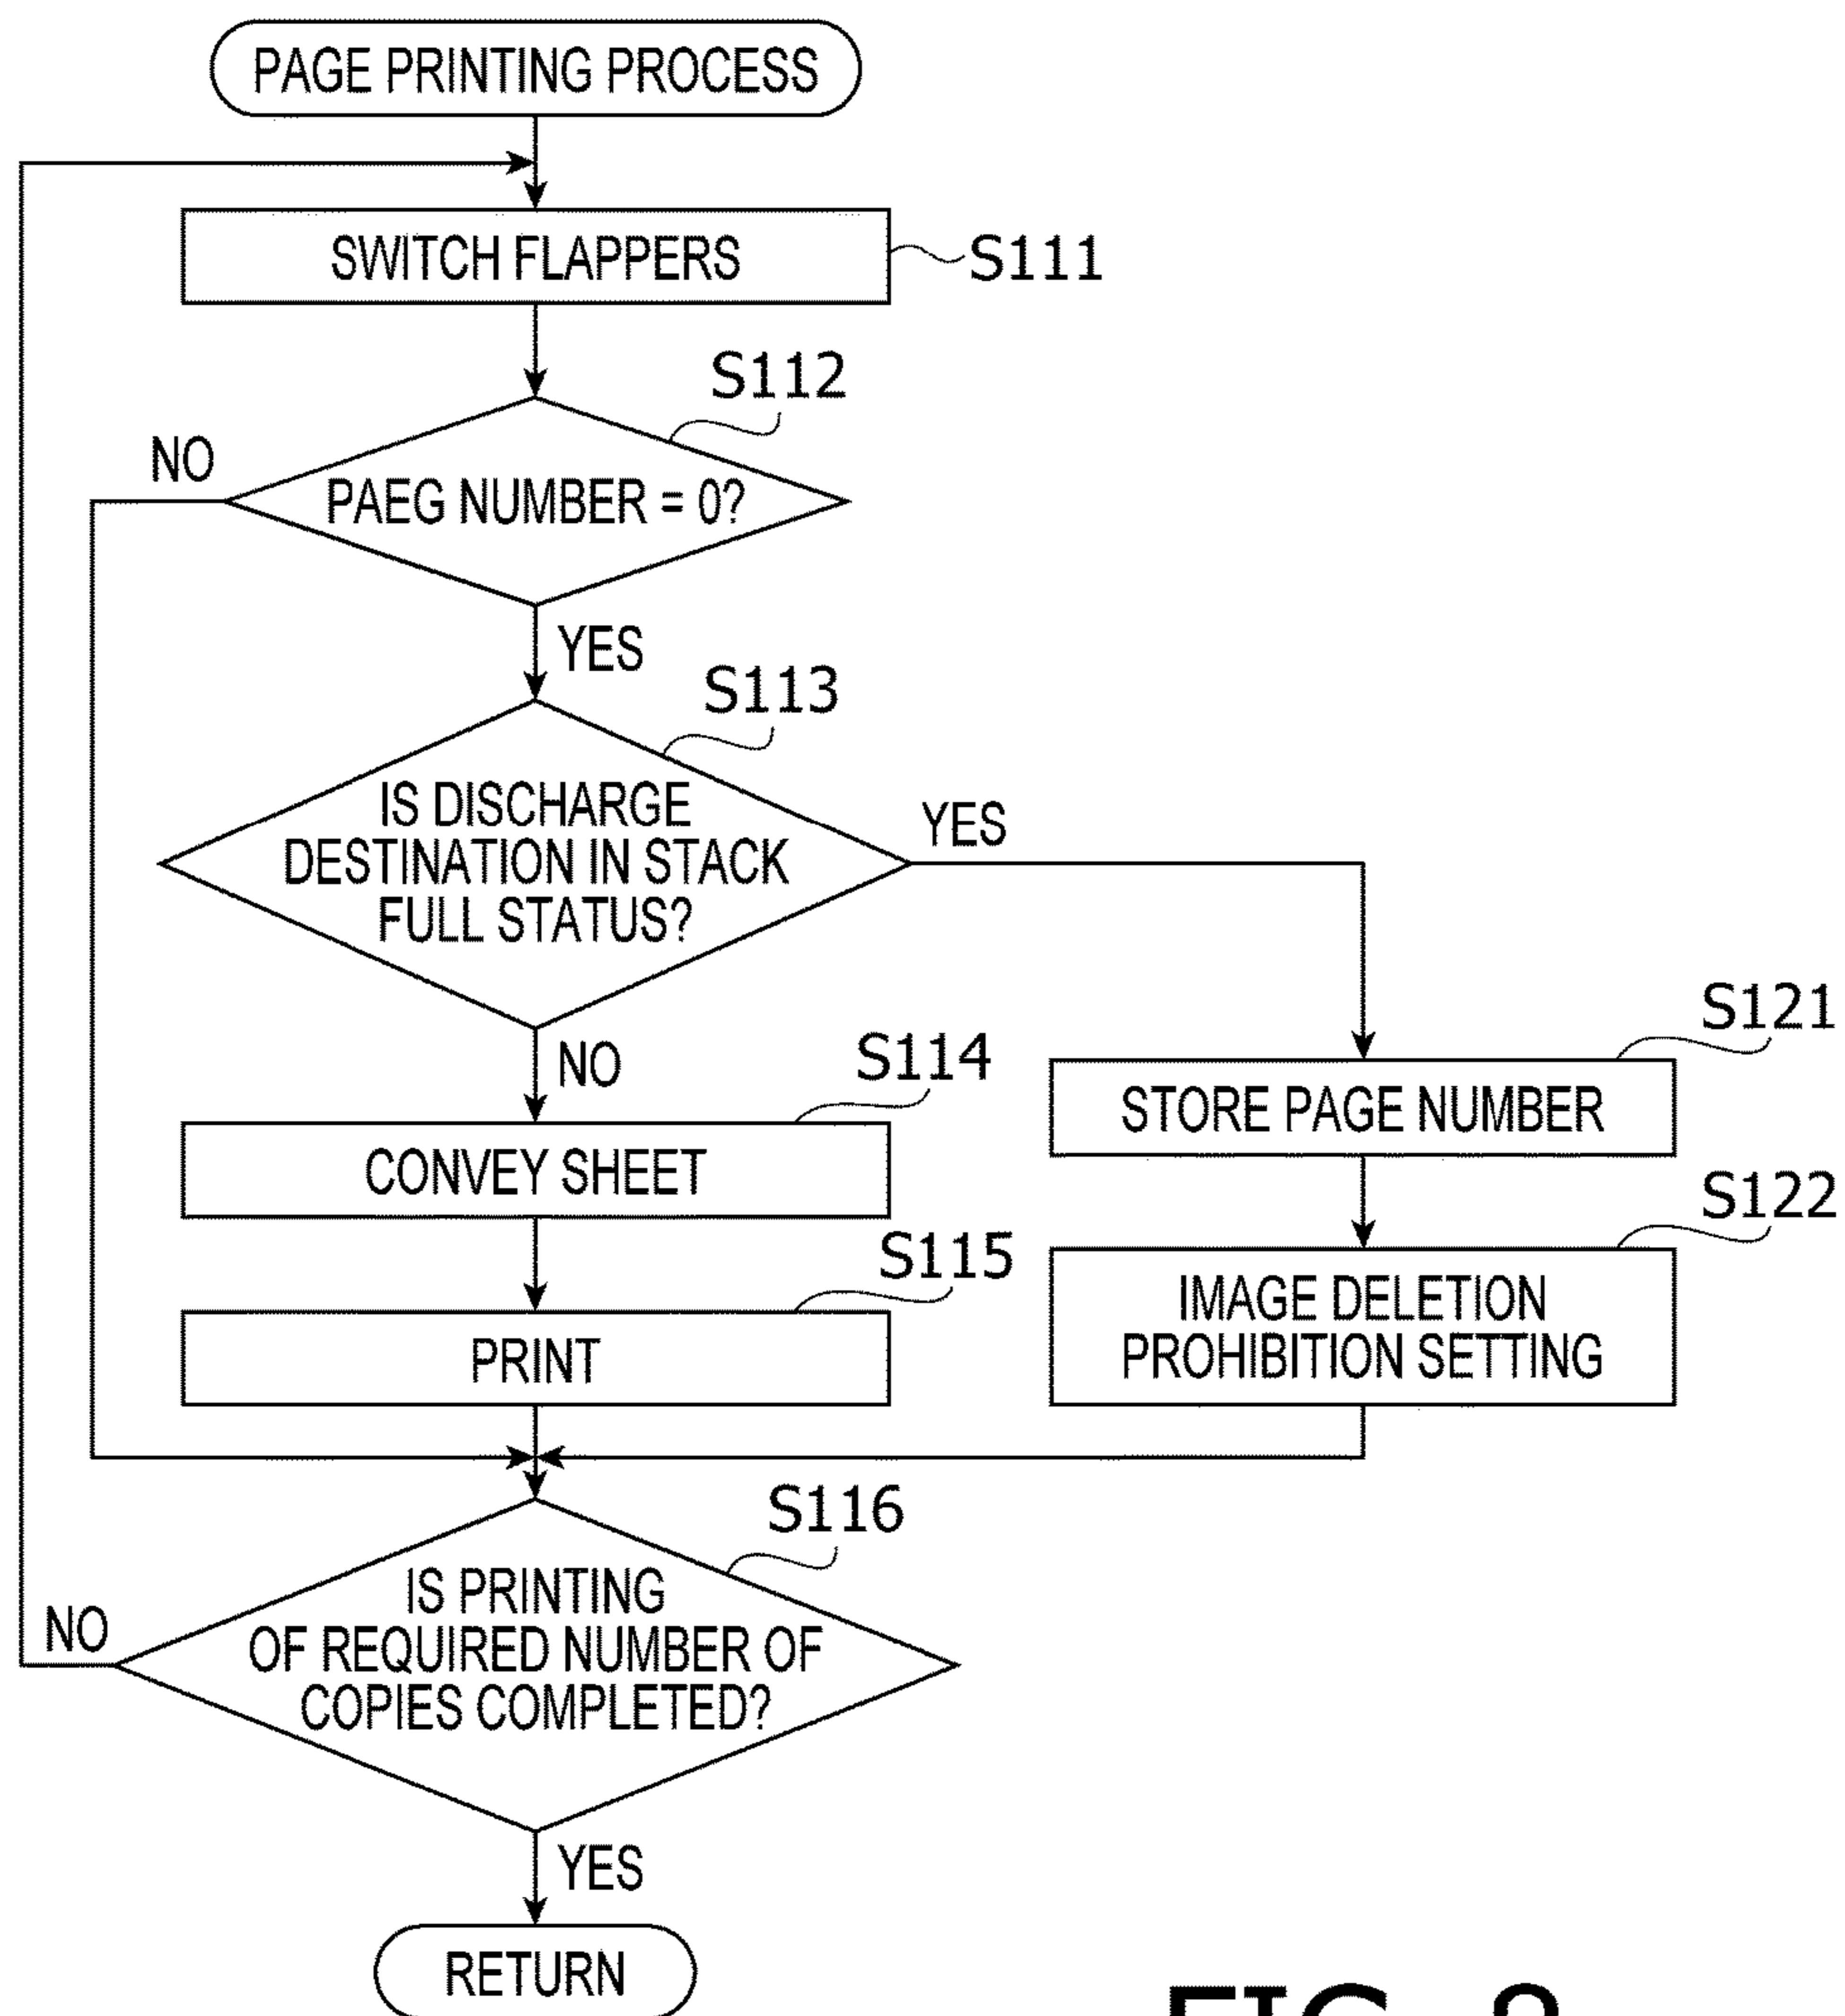 PAGE PRINTING PROCESS
SWITCH FLAPPERS
S111
S112
NO
PAEG NUMBER = 0?
YES
S113
IS DISCHARGE
DESTINATION IN STACK
FULL STATUS?
YES
NO
S114
CONVEY SHEET
S115
PRINT
S121
STORE PAGE NUMBER
S122
IMAGE DELETION
PROHIBITION SETTING
S116
NO
IS PRINTING
OF REQUIRED NUMBER OF
COPIES COMPLETED?
YES
RETURN
FIG. 8